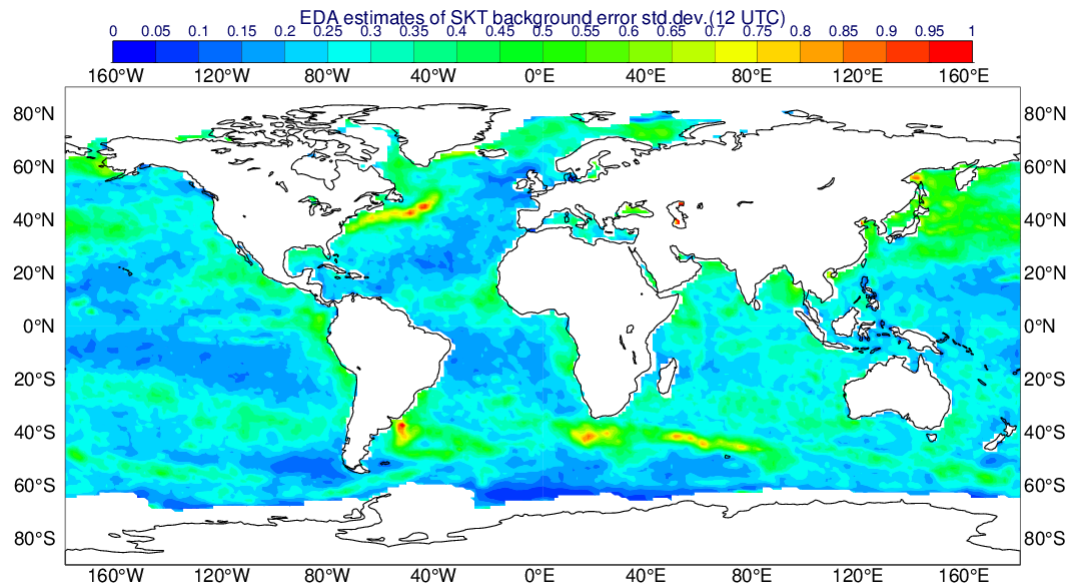 EDA estimates of SKT background error std.dev.(12 UTC)
0 0.05 0.1 0.15 0.2 0.25 0.3 0.35 0.4 0.45 0.5 0.55 0.6 0.65 0.7 0.75 0.8 0.85 0.9 0.95 1
160°W 120°W 80°W 40°W 0°E 40°E 80°E 120°E 160°E
80°N 80°N
60°N 60°N
40°N 40°N
20°N 20°N
0°N 0°N
20°S 20°S
40°S 40°S
60°S 60°S
80°S 80°S
160°W 120°W 80°W 40°W 0°E 40°E 80°E 120°E 160°E